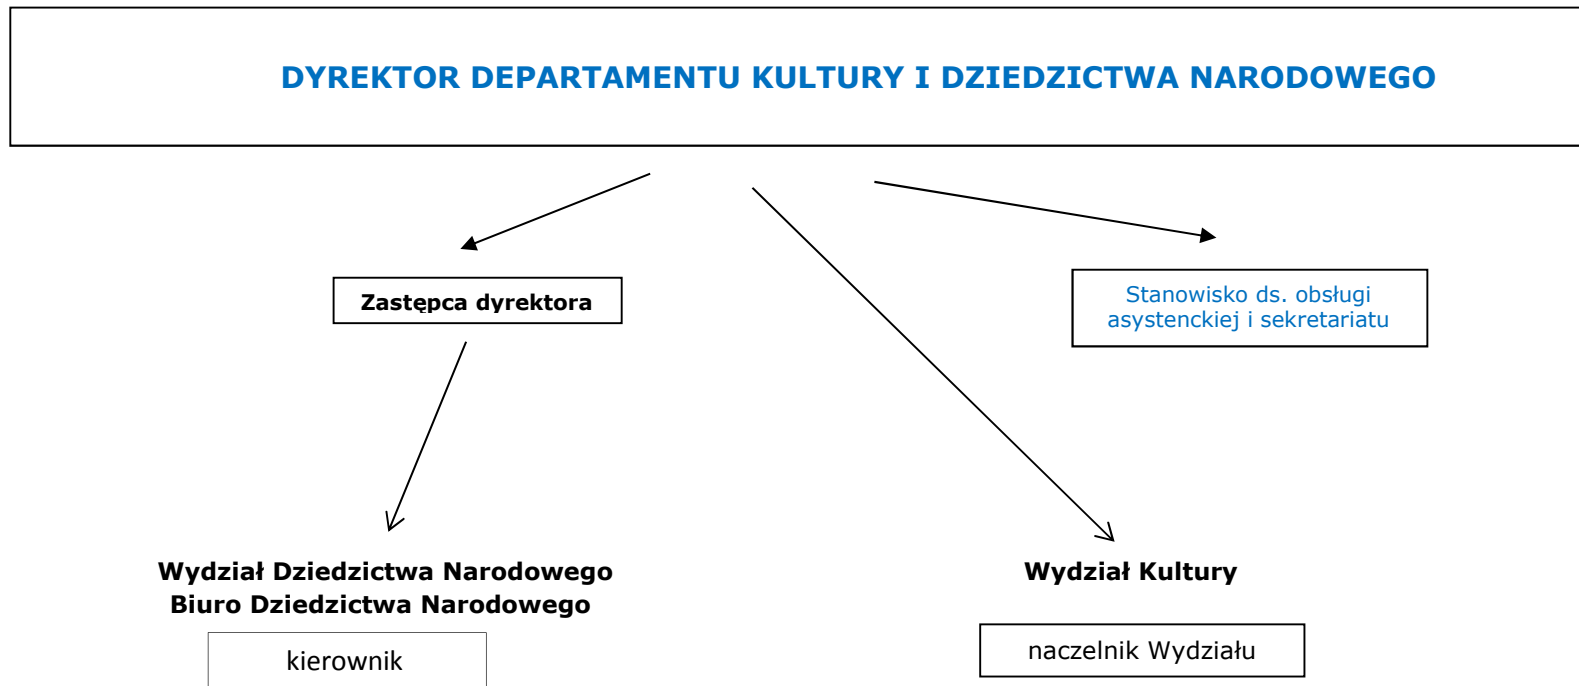 DYREKTOR DEPARTAMENTU KULTURY I DZIEDZICTWA NARODOWEGO
Zastępca dyrektora
Stanowisko ds. obsługi
asystenckiej i sekretariatu
Wydział Dziedzictwa Narodowego
Biuro Dziedzictwa Narodowego
kierownik
Wydział Kultury
naczelnik Wydziału